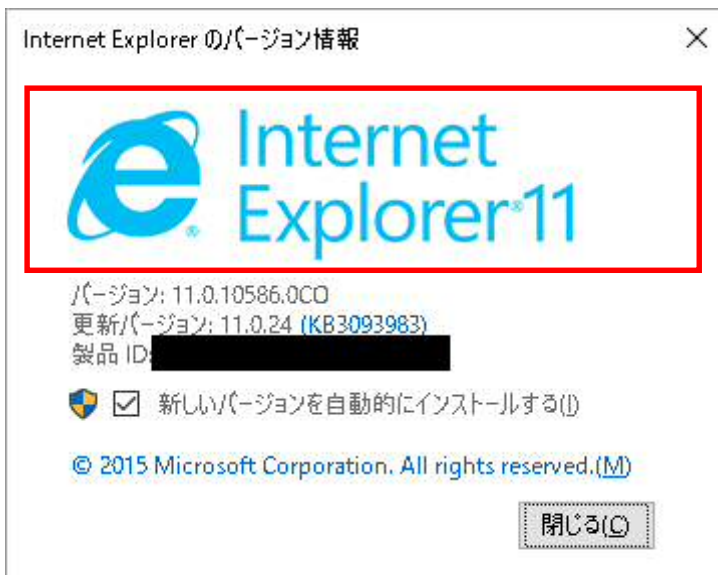 Internet Explorer のバージョン情報
Internet
Explorer®11
バージョン: 11.0.10586.0CO
更新バージョン: 11.0.24 (KB3093983)
製品 ID:
新しいバージョンを自動的にインストールする(I)
© 2015 Microsoft Corporation. All rights reserved.(M)
閉じる(C)